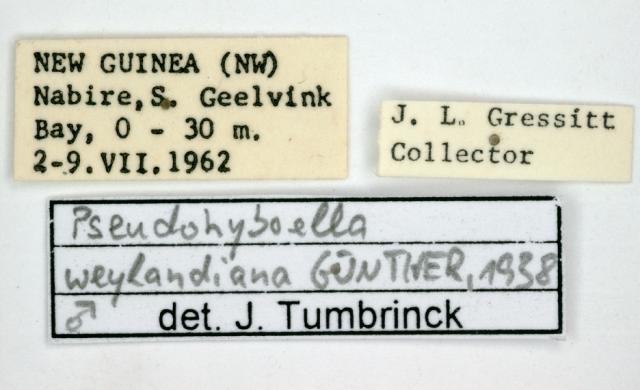 NEW GUINEA (NW)
Nabire, S. Geelvink
Bay, 0 - 30 m.
2-9.VII.1962
J. L. Gressitt
Collector
Pseudohyboella
weylandiana GÜNTHER, 1938
♂ det. J. Tumbrinck